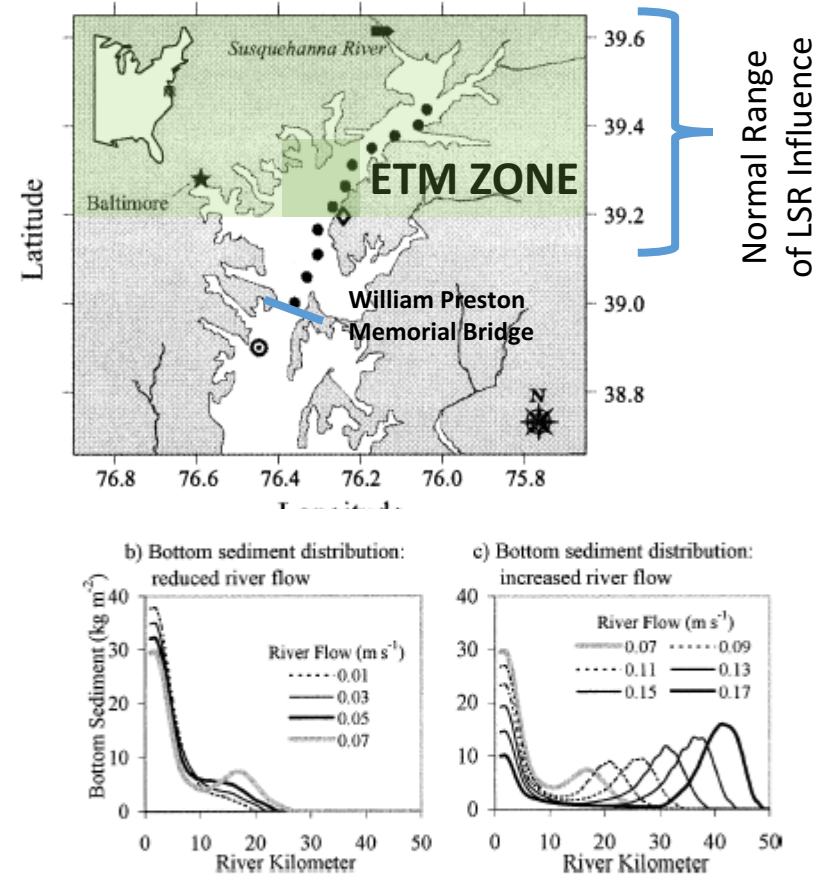 Susquehanna River
39.6
39.4
39.2
39.0
38.8
Normal Range
of LSR Influence
ETM ZONE
Baltimore
Latitude
William Preston
Memorial Bridge
N
76.8 76.6 76.4 76.2 76.0 75.8
b) Bottom sediment distribution:
reduced river flow
Bottom Sediment (kg m⁻²)
40
30
20
10
0
River Flow (m s⁻¹)
0.01
0.03
0.05
0.07
0 10 20 30 40 50
River Kilometer
c) Bottom sediment distribution:
increased river flow
40
30
20
10
0
River Flow (m s⁻¹)
0.07 0.09
0.11 0.13
0.15 0.17
0 10 20 30 40 50
River Kilometer